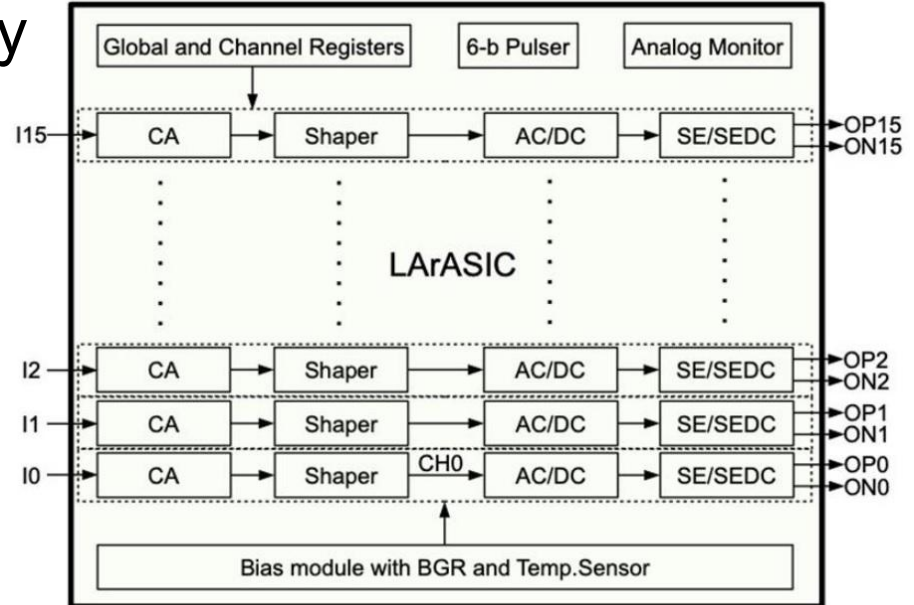 y
Global and Channel Registers 6-b Pulser Analog Monitor
I15 CA Shaper AC/DC SE/SEDC OP15
ON15
LArASIC
I2 CA Shaper AC/DC SE/SEDC OP2
ON2
I1 CA Shaper AC/DC SE/SEDC OP1
ON1
I0 CA Shaper CH0 AC/DC SE/SEDC OP0
ON0
Bias module with BGR and Temp.Sensor